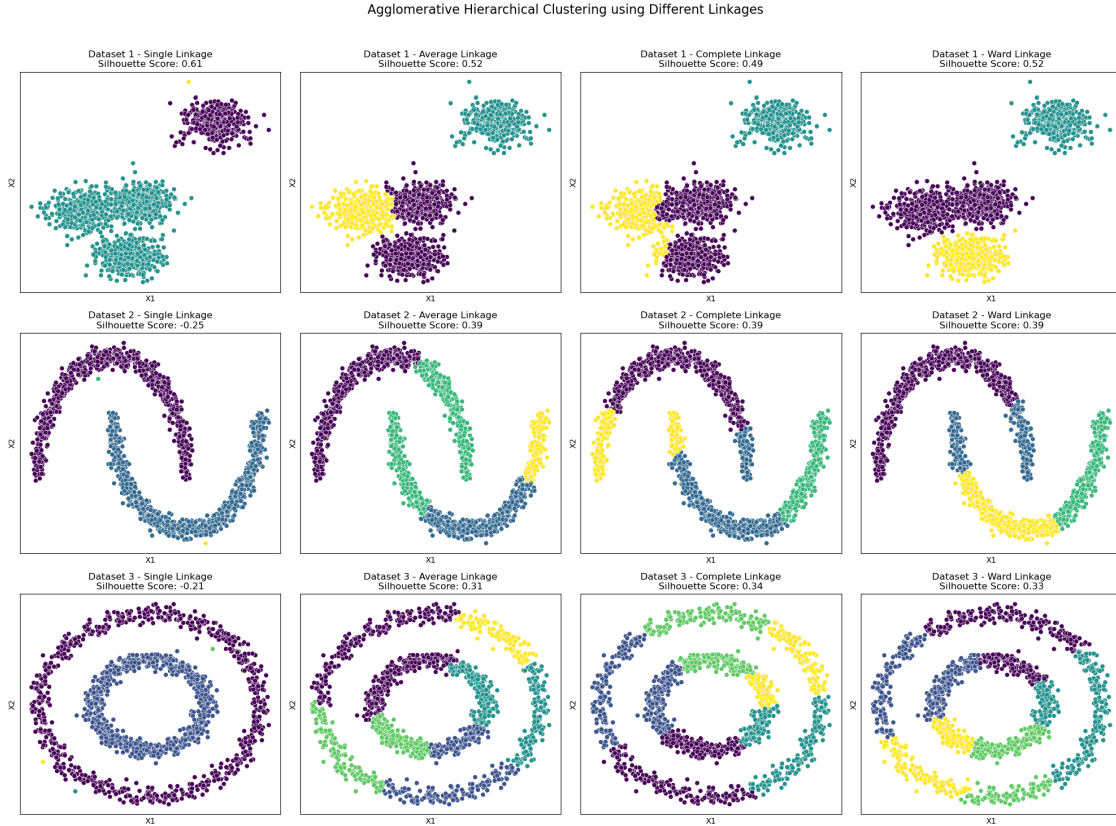 Agglomerative Hierarchical Clustering using Different Linkages
Dataset 1 - Single Linkage
Silhouette Score: 0.61
X2
X1
Dataset 1 - Average Linkage
Silhouette Score: 0.52
X2
X1
Dataset 1 - Complete Linkage
Silhouette Score: 0.49
X2
X1
Dataset 1 - Ward Linkage
Silhouette Score: 0.52
X2
X1
Dataset 2 - Single Linkage
Silhouette Score: -0.25
X2
X1
Dataset 2 - Average Linkage
Silhouette Score: 0.39
X2
X1
Dataset 2 - Complete Linkage
Silhouette Score: 0.39
X2
X1
Dataset 2 - Ward Linkage
Silhouette Score: 0.39
X2
X1
Dataset 3 - Single Linkage
Silhouette Score: -0.21
X2
X1
Dataset 3 - Average Linkage
Silhouette Score: 0.31
X2
X1
Dataset 3 - Complete Linkage
Silhouette Score: 0.34
X2
X1
Dataset 3 - Ward Linkage
Silhouette Score: 0.33
X2
X1